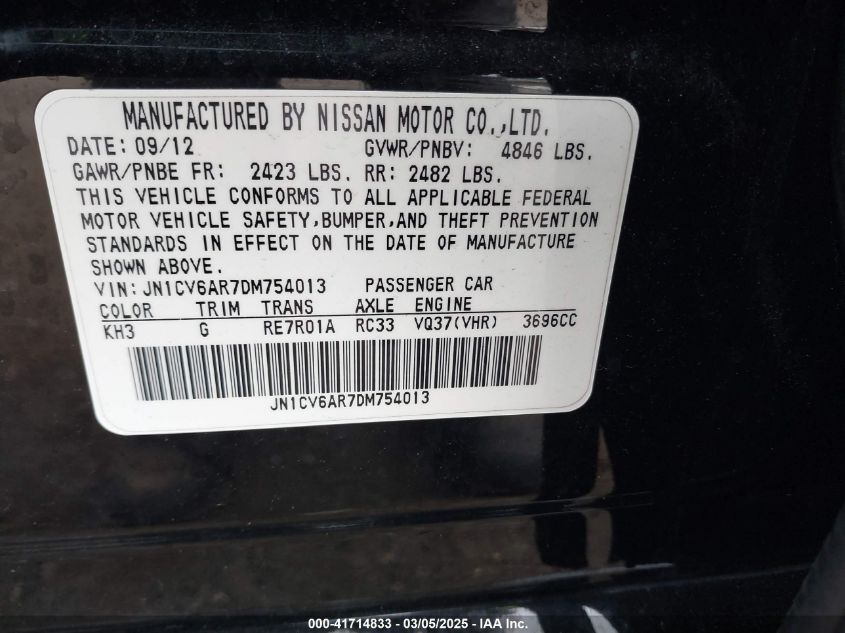 MANUFACTURED BY NISSAN MOTOR CO.,LTD.
DATE: 09/12 GVWR/PNBV: 4846 LBS.
GAWR/PNBE FR: 2423 LBS. RR: 2482 LBS.
THIS VEHICLE CONFORMS TO ALL APPLICABLE FEDERAL
MOTOR VEHICLE SAFETY,BUMPER,AND THEFT PREVENTION
STANDARDS IN EFFECT ON THE DATE OF MANUFACTURE
SHOWN ABOVE.
VIN:JN1CV6AR7DM754013 PASSENGER CAR
COLOR TRIM TRANS AXLE ENGINE
KH3 G RE7R01A RC33 VQ37(VHR) 3696CC
JN1CV6AR7DM754013
000-41714833 - 03/05/2025 - IAA Inc.